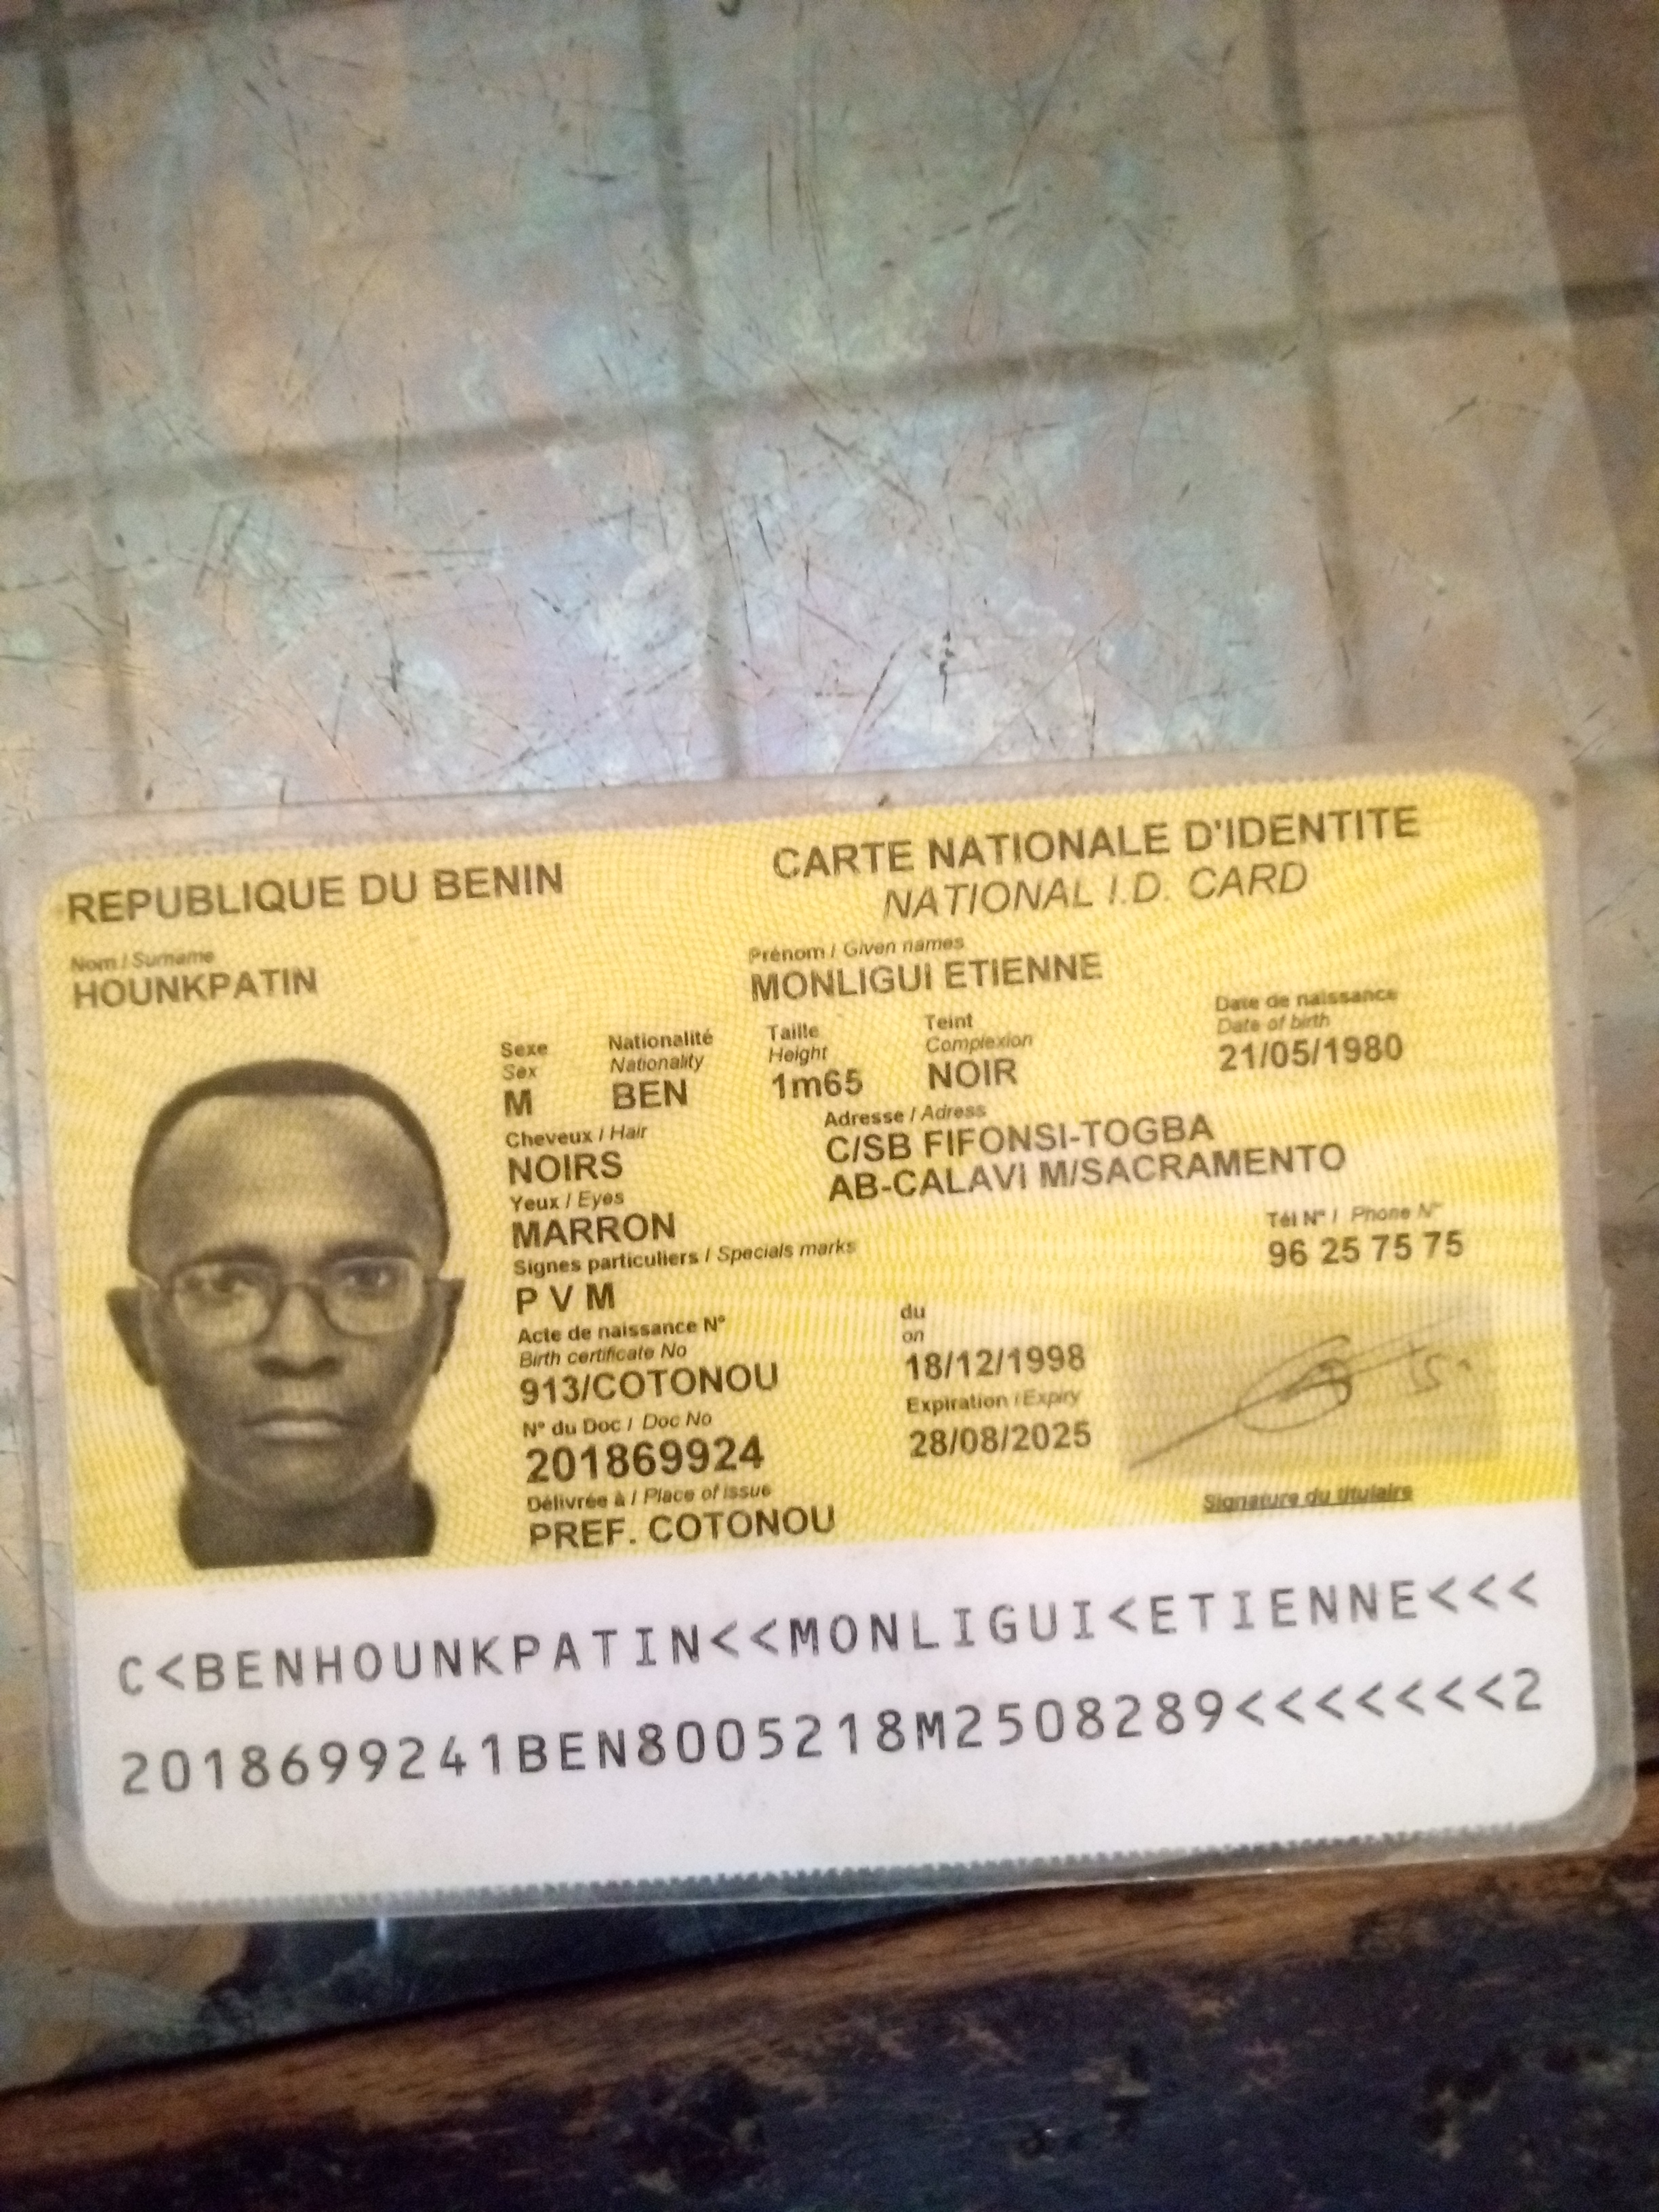 REPUBLIQUE DU BENIN
CARTE NATIONALE D'IDENTITE
NATIONAL I.D. CARD
Nom / Surname
HOUNKPATIN
Prénom / Given names
MONLIGUI ETIENNE
Sexe
Sex
M
Nationalité
Nationality
BEN
Taille
Height
1m65
Teint
Complexion
NOIR
Date de naissance
Date of birth
21/05/1980
Cheveux / Hair
NOIRS
Adresse / Adress
C/SB FIFONSI-TOGBA
AB-CALAVI M/SACRAMENTO
Yeux / Eyes
MARRON
Tél N° / Phone N°
96 25 75 75
Signes particuliers / Specials marks
P V M
Acte de naissance N°
Birth certificate No
913/COTONOU
du
on
18/12/1998
N° du Doc / Doc No
201869924
Expiration / Expiry
28/08/2025
Délivrée à / Place of issue
PREF. COTONOU
Signature du titulaire
C<BENHOUNKPATIN<<MONLIGUI<ETIENNE<<<
2018699241BEN8005218M2508289<<<<<<<2